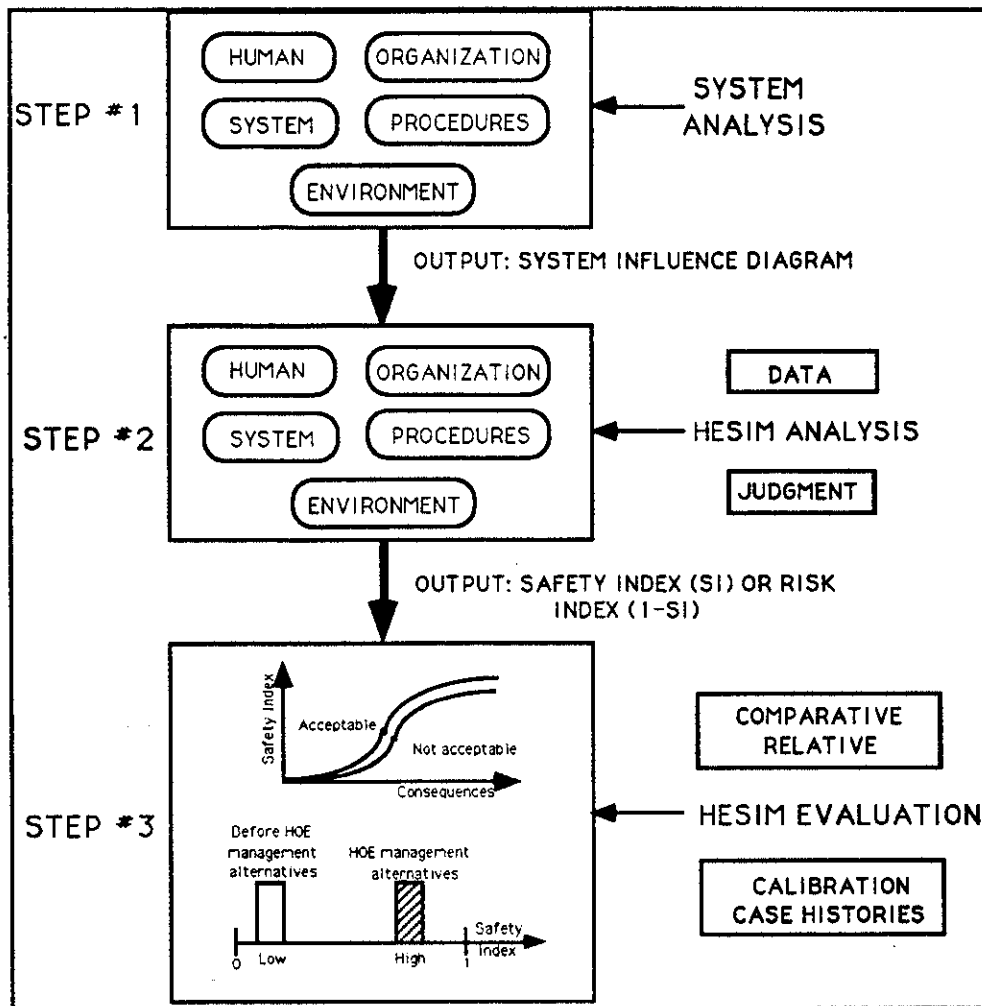 STEP #1
HUMAN
ORGANIZATION
SYSTEM
PROCEDURES
ENVIRONMENT
SYSTEM
ANALYSIS
OUTPUT: SYSTEM INFLUENCE DIAGRAM
STEP #2
HUMAN
ORGANIZATION
SYSTEM
PROCEDURES
ENVIRONMENT
DATA
HESIM ANALYSIS
JUDGMENT
OUTPUT: SAFETY INDEX (SI) OR RISK
INDEX (1-SI)
STEP #3
Safety Index
Acceptable
Not acceptable
Consequences
Before HOE
management
alternatives
HOE management
alternatives
0
Low
High
1
Safety
Index
COMPARATIVE
RELATIVE
HESIM EVALUATION
CALIBRATION
CASE HISTORIES